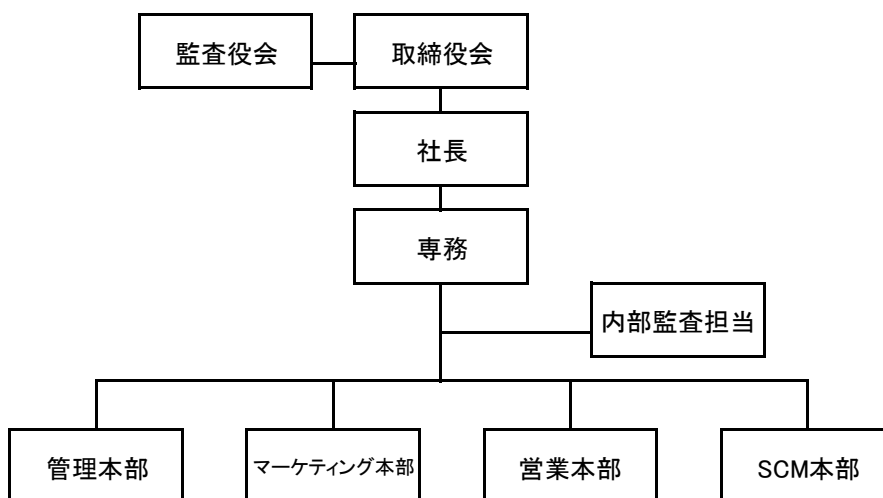 監査役会
取締役会
社長
専務
内部監査担当
管理本部
マーケティング本部
営業本部
SCM本部